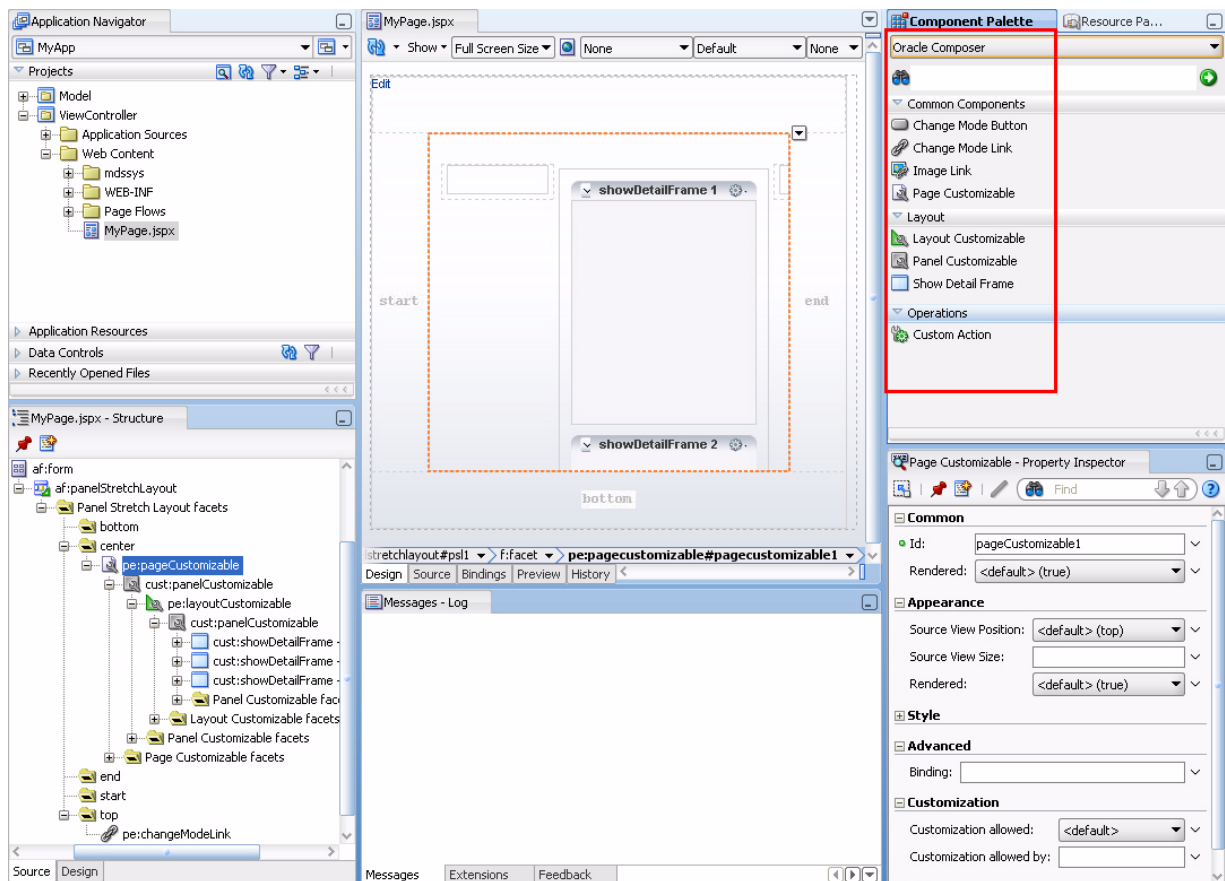 Application Navigator
MyApp
Projects
Model
ViewController
Application Sources
Web Content
mdssys
WEB-INF
Page Flows
MyPage.jspx
Application Resources
Data Controls
Recently Opened Files
MyPage.jspx - Structure
af:form
af:panelStretchLayout
Panel Stretch Layout facets
bottom
center
pe:pageCustomizable
cust:panelCustomizable
pe:layoutCustomizable
cust:panelCustomizable
cust:showDetailFrame -
cust:showDetailFrame -
cust:showDetailFrame -
Panel Customizable fac
Layout Customizable facets
Panel Customizable facets
Page Customizable facets
end
start
top
pe:changeModeLink
Source Design
MyPage.jspx
Show Full Screen Size None Default None
Edit
showDetailFrame 1
start
end
showDetailFrame 2
bottom
stretchlayout#psl1 f:facet pe:pagecustomizable#pagecustomizable1
Design Source Bindings Preview History
Messages - Log
Messages Extensions Feedback
Component Palette Resource Pa...
Oracle Composer
Common Components
Change Mode Button
Change Mode Link
Image Link
Page Customizable
Layout
Layout Customizable
Panel Customizable
Show Detail Frame
Operations
Custom Action
Page Customizable - Property Inspector
Find
Common
Id: pageCustomizable1
Rendered: <default> (true)
Appearance
Source View Position: <default> (top)
Source View Size:
Rendered: <default> (true)
Style
Advanced
Binding:
Customization
Customization allowed: <default>
Customization allowed by: